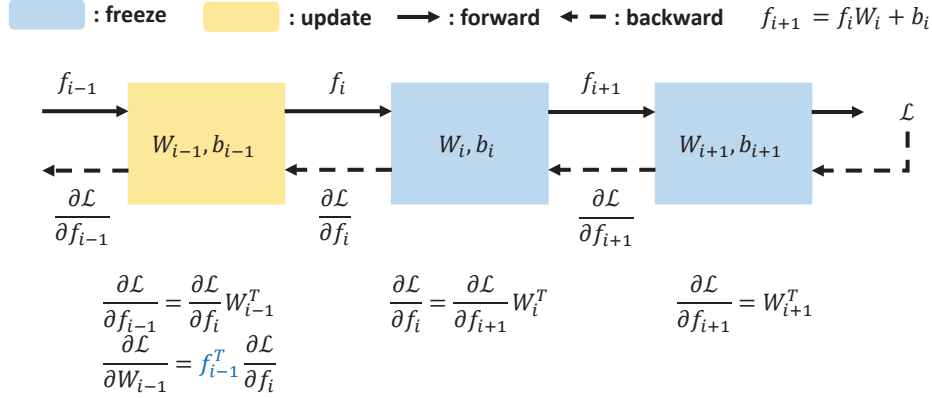 : freeze : update : forward : backward f_{i+1} = f_i W_i + b_i
f_{i-1} f_i f_{i+1}
ℒ
W_{i-1}, b_{i-1} W_i, b_i W_{i+1}, b_{i+1}
∂ℒ/∂f_{i-1} ∂ℒ/∂f_i ∂ℒ/∂f_{i+1}
∂ℒ/∂f_{i-1} = ∂ℒ/∂f_i W_{i-1}^T ∂ℒ/∂f_i = ∂ℒ/∂f_{i+1} W_i^T ∂ℒ/∂f_{i+1} = W_{i+1}^T
∂ℒ/∂W_{i-1} = f_{i-1}^T ∂ℒ/∂f_i